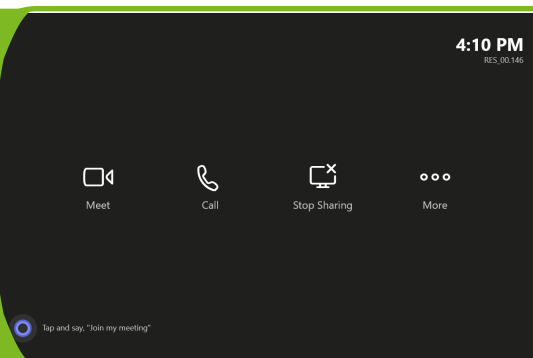 4:10 PM
RES_00.146
Meet
Call
Stop Sharing
More
Tap and say, "Join my meeting"